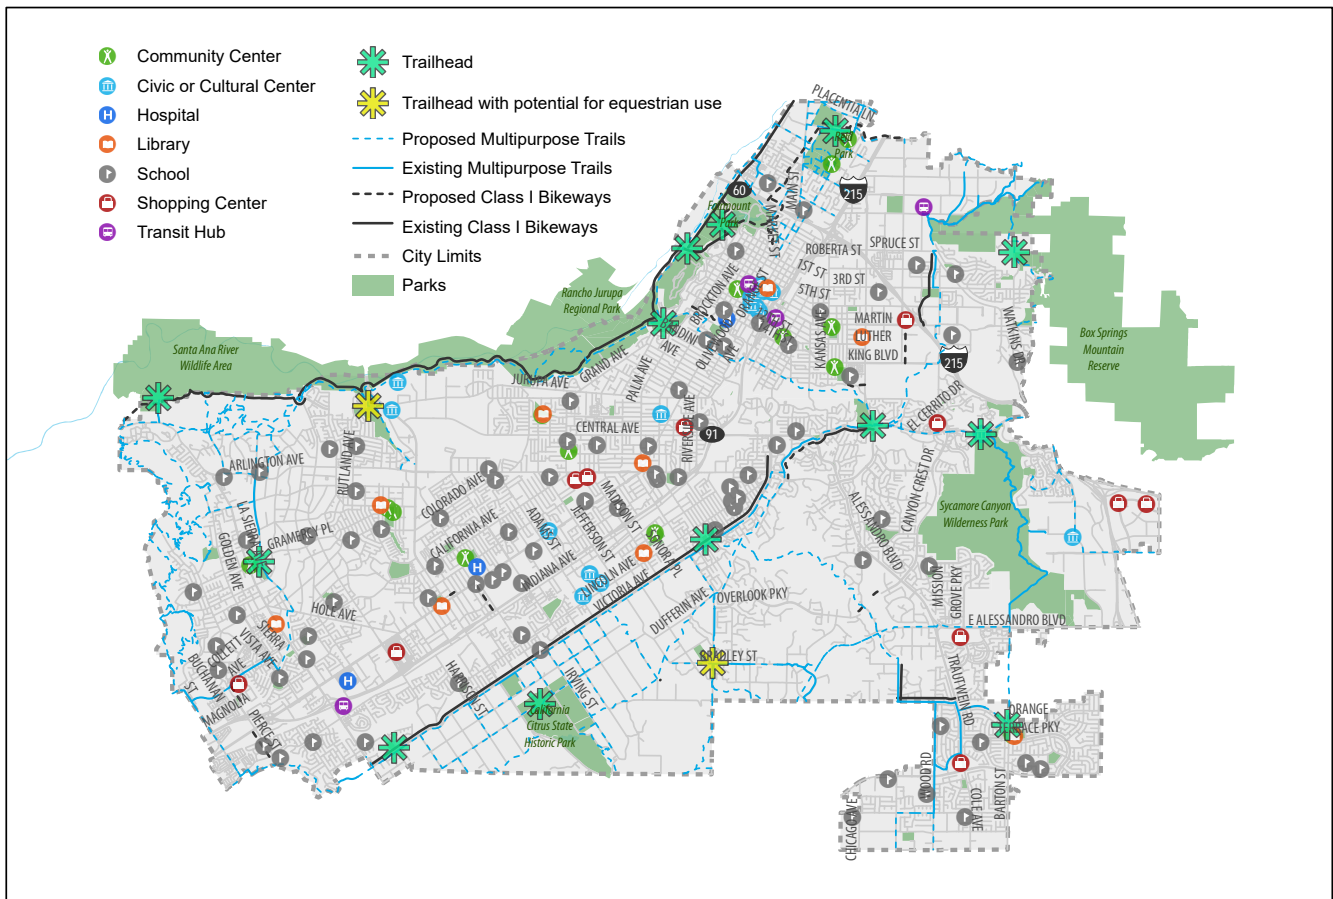 Community Center
Civic or Cultural Center
Hospital
Library
School
Shopping Center
Transit Hub
Trailhead
Trailhead with potential for equestrian use
Proposed Multipurpose Trails
Existing Multipurpose Trails
Proposed Class I Bikeways
Existing Class I Bikeways
City Limits
Parks
PLACENTIA LN
Park
60
215
MAIN ST
Fairmount
ROBERTA ST
SPRUCE ST
1ST ST
3RD ST
5TH ST
BROCKTON AVE
Rancho Jurupa
Regional Park
MARTIN
LUTHER
KING BLVD
KANSAS AVE
WATKINS DR
Box Springs
Mountain
Reserve
215
Santa Ana River
Wildlife Area
AVE
GRAND AVE
JURUPA AVE
PALM AVE
CENTRAL AVE
91
EL CERRITO DR
RUTLAND AVE
ARLINGTON AVE
COLORADO AVE
CANYON CREST DR
ALESSANDRO BLVD
Sycamore Canyon
Wilderness Park
GRAMERCY PL
GOLDEN AVE
CALIFORNIA AVE
MADISON ST
JEFFERSON ST
INDIANA AVE
LINCOLN AVE
VICTORIA AVE
DUFFERIN AVE
OVERLOOK PKY
MISSION
GROVE PKY
E ALESSANDRO BLVD
HOLE AVE
SIERRA
VISTA AVE
COLLETT
AVE
BUCHANAN
ST
MAGNOLIA
PIERCE ST
HARRISON ST
IRVING ST
BRADLEY ST
California
Citrus State
Historic Park
TRAUTWEIN RD
ORANGE
WOOD RD
COLE AVE
BARTON ST
CHICAGO AVE